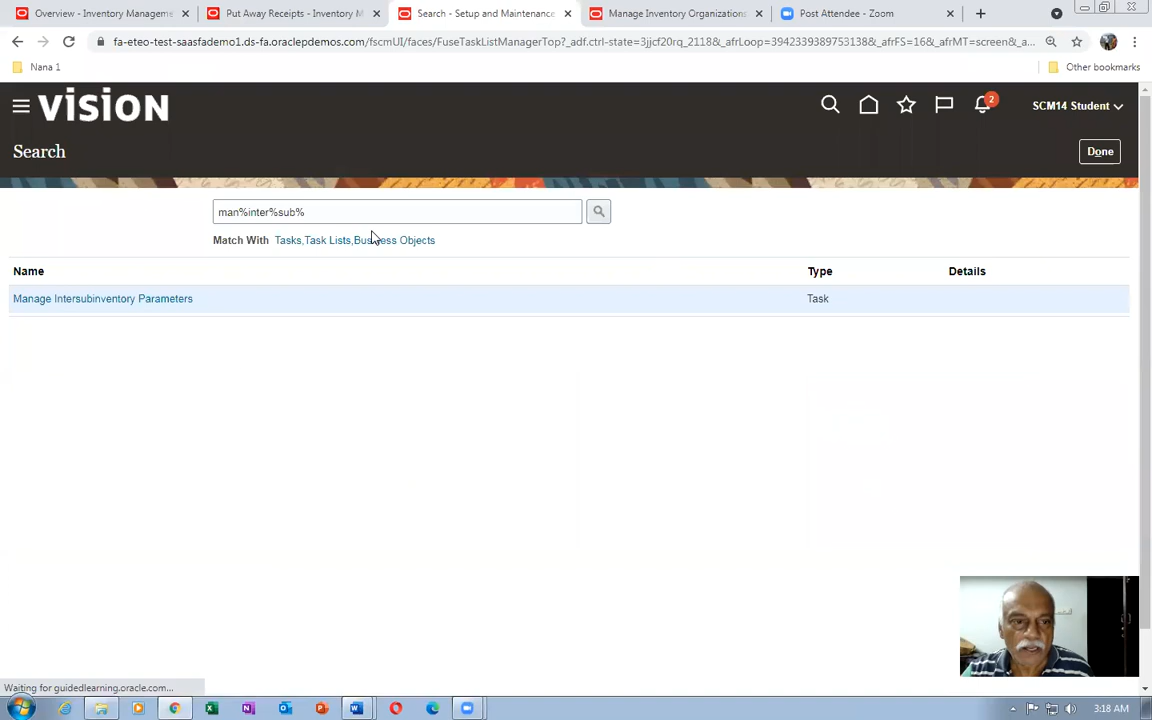 Overview - Inventory Manageme
Put Away Receipts - Inventory M
Search - Setup and Maintenance
Manage Inventory Organizations
Post Attendee - Zoom
fa-eteo-test-saasfademo1.ds-fa.oraclepdemos.com/fscmUI/faces/FuseTaskListManagerTop?_adf.ctrl-state=3jjcf20rq_2118&_afrLoop=3942339389753138&_afrFS=16&_afrMT=screen&_a...
Nana 1
Other bookmarks
VISION
2
SCM14 Student
Search
Done
man%inter%sub%
Match With Tasks,Task Lists,Business Objects
Name Type Details
Manage Intersubinventory Parameters Task
Waiting for guidedlearning.oracle.com...
3:18 AM